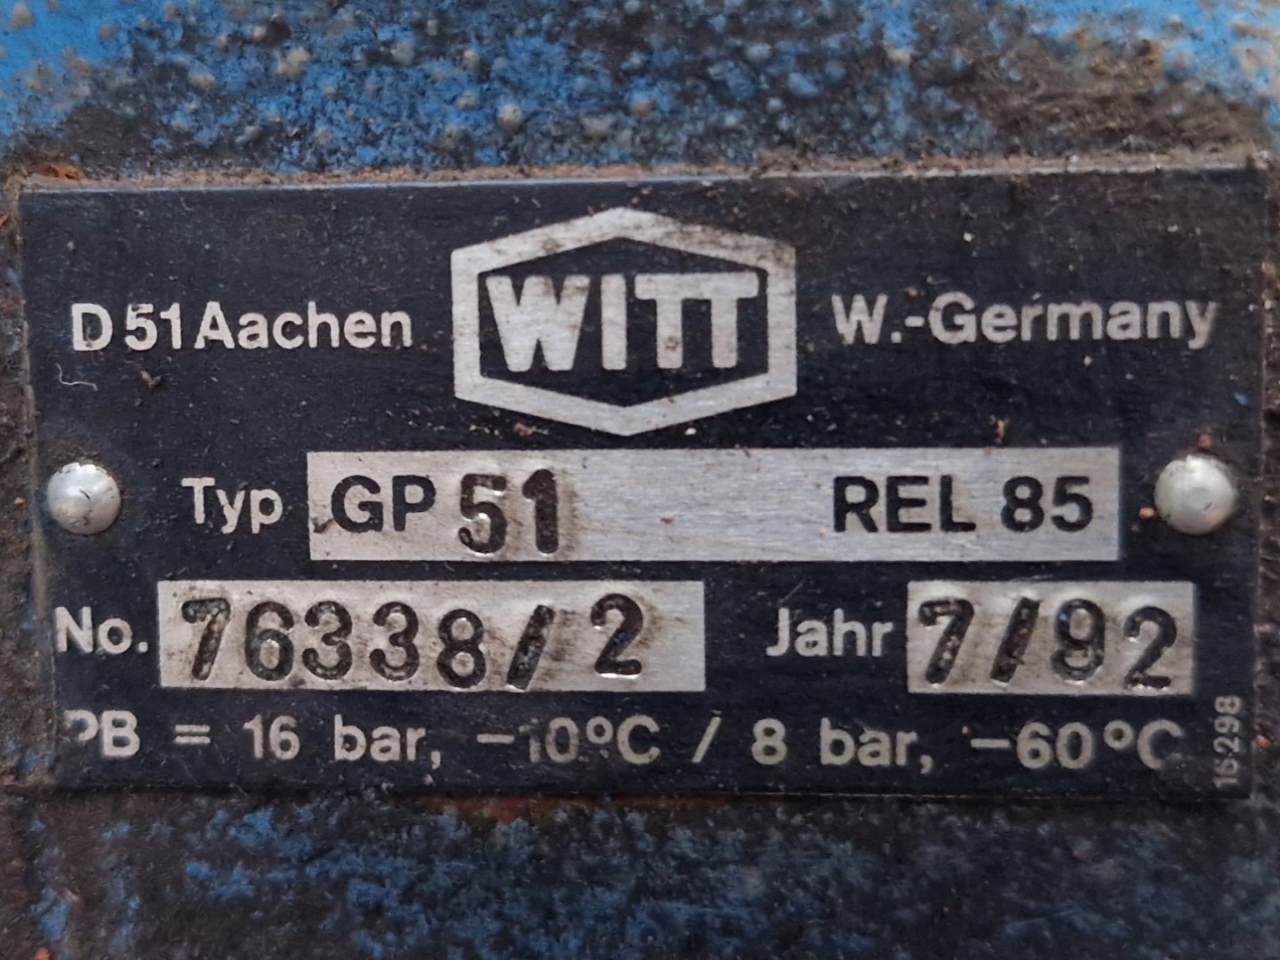 D 51 Aachen WITT W.-Germany
Typ GP 51 REL 85
No. 76338/2 Jahr 7/92
PB = 16 bar, -10°C / 8 bar, -60°C
16298